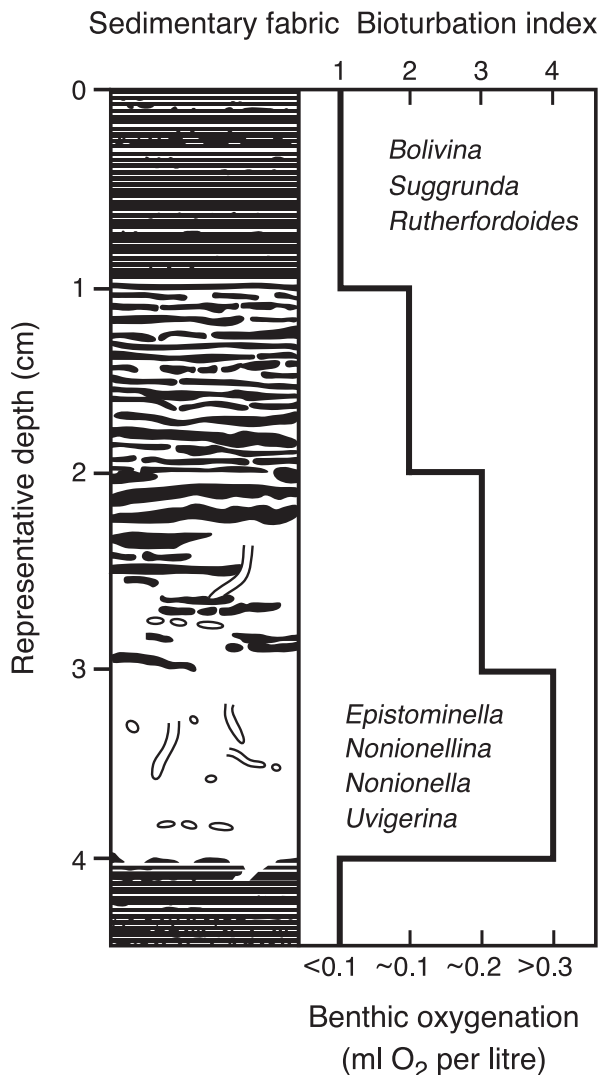 Sedimentary fabric Bioturbation index
1 2 3 4
0
Bolivina
Suggrunda
Rutherfordoides
1
Representative depth (cm)
2
3
Epistominella
Nonionellina
Nonionella
Uvigerina
4
<0.1 ~0.1 ~0.2 >0.3
Benthic oxygenation
(ml O₂ per litre)